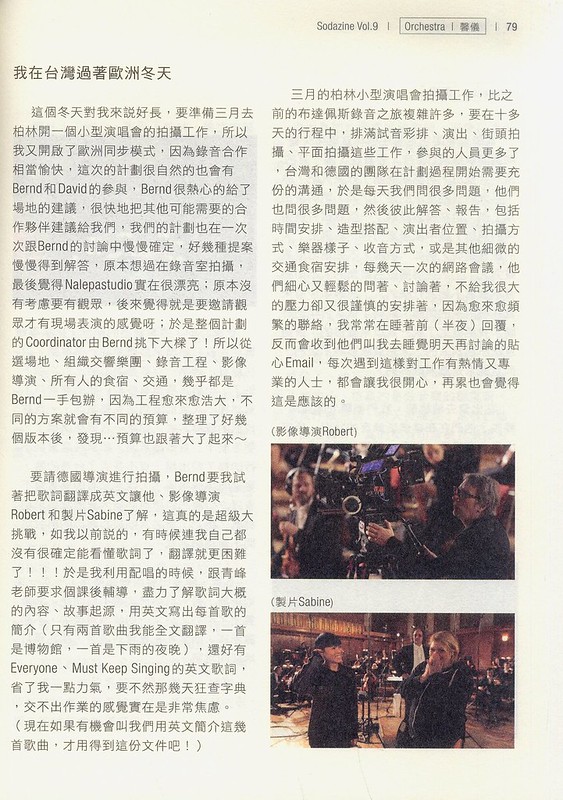 Sodazine Vol.9 | Orchestra | 馨儀 | 79
我在台灣過著歐洲冬天
這個冬天對我來説好長，要準備三月去
柏林開一個小型演唱會的拍攝工作，所以
我又開啟了歐洲同步模式，因為錄音合作
相當愉快，這次的計劃很自然的也會有
Bernd和David的參與，Bernd很熱心的給了
場地的建議，很快地把其他可能需要的合
作夥伴建議給我們，我們的計劃也在一次
次跟Bernd的討論中慢慢確定，好幾種提案
慢慢得到解答，原本想過在錄音室拍攝，
最後覺得Nalepastudio實在很漂亮；原本沒
有考慮要有觀眾，後來覺得就是要邀請觀
眾才有現場表演的感覺呀；於是整個計劃
的Coordinator由Bernd挑下大樑了！所以從
選場地、組織交響樂團、錄音工程、影像
導演、所有人的食宿、交通，幾乎都是
Bernd一手包辦，因為工程愈來愈浩大，不
同的方案就會有不同的預算，整理了好幾
個版本後，發現⋯預算也跟著大了起來～
要請德國導演進行拍攝，Bernd要我試
著把歌詞翻譯成英文讓他、影像導演
Robert和製片Sabine了解，這真的是超級大
挑戰，如我以前説的，有時候連我自己都
沒有很確定能看懂歌詞了，翻譯就更困難
了！！！於是我利用配唱的時候，跟青峰
老師要求個課後輔導，盡力了解歌詞大概
的內容、故事起源，用英文寫出每首歌的
簡介（只有兩首歌曲我能全文翻譯，一首
是博物館，一首是下雨的夜晚），還好有
Everyone、Must Keep Singing的英文歌詞，
省了我一點力氣，要不然那幾天狂查字典
，交不出作業的感覺實在是非常焦慮。
（現在如果有機會叫我們用英文簡介這幾
首歌曲，才用得到這份文件吧！）
三月的柏林小型演唱會拍攝工作，比之
前的布達佩斯錄音之旅複雜許多，要在十多
天的行程中，排滿試音彩排、演出、街頭拍
攝、平面拍攝這些工作，參與的人員更多了
，台灣和德國的團隊在計劃過程開始需要充
份的溝通，於是每天我們問很多問題，他們
也問很多問題，然後彼此解答、報告，包括
時間安排、造型搭配、演出者位置、拍攝方
式、樂器樣子、收音方式，或是其他細微的
交通食宿安排，每幾天一次的網路會議，他
們細心又輕鬆的問著、討論著，不給我很大
的壓力卻又很謹慎的安排著，因為愈來愈頻
繁的聯絡，我常常在睡著前（半夜）回覆，
反而會收到他們叫我去睡覺明天再討論的貼
心Email，每次遇到這樣對工作有熱情又專
業的人士，都會讓我很開心，再累也會覺得
這是應該的。
(影像導演Robert)
(製片Sabine)